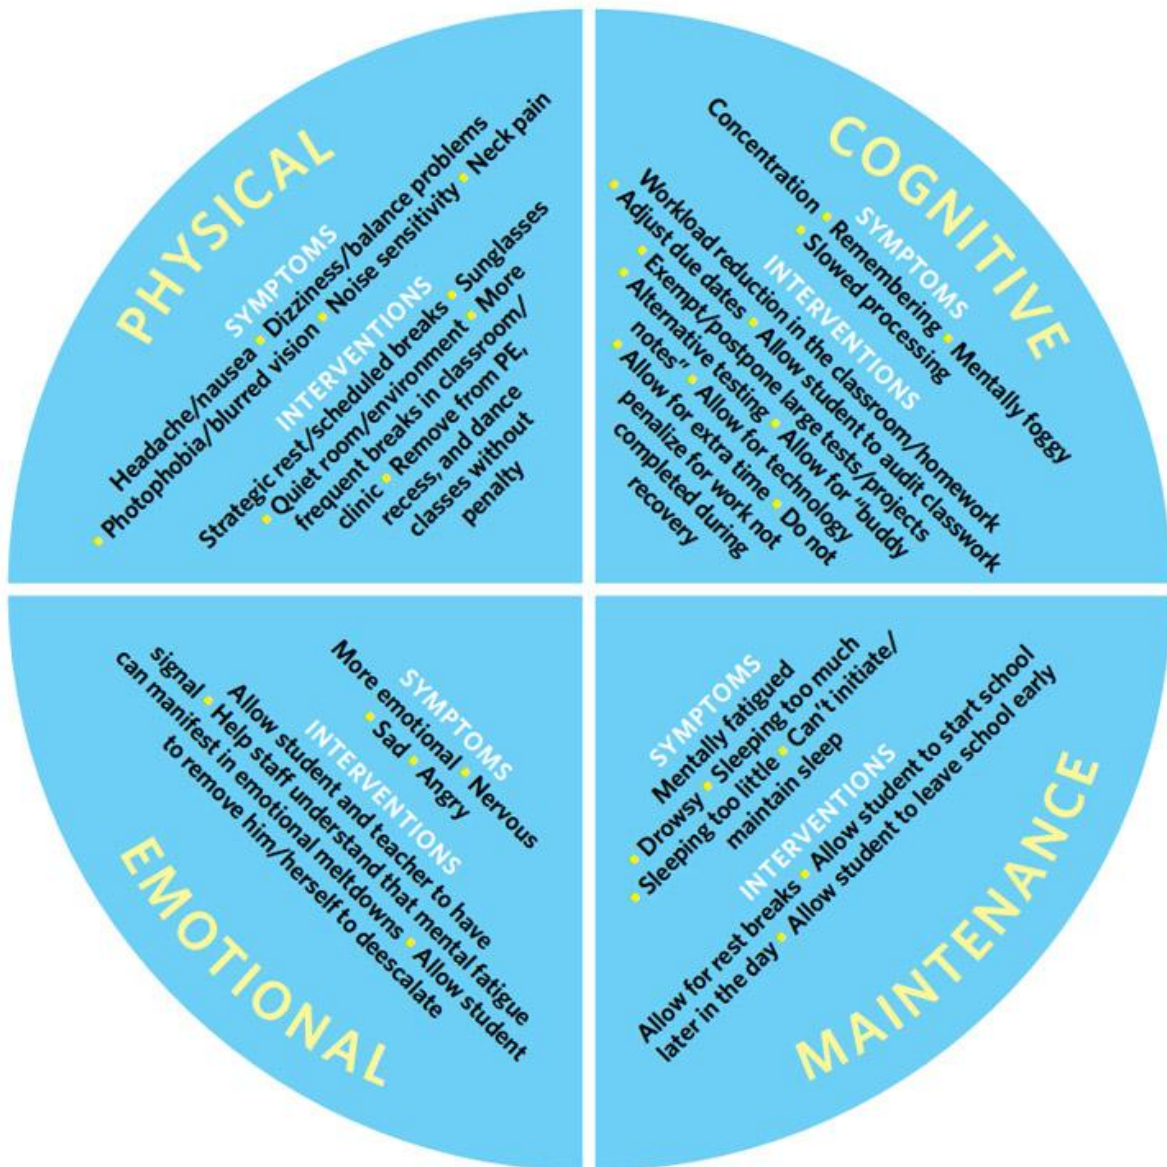 PHYSICAL
SYMPTOMS
Headache/nausea ▪ Dizziness/balance problems
▪ Photophobia/blurred vision ▪ Noise sensitivity ▪ Neck pain
INTERVENTIONS
Strategic rest/scheduled breaks ▪ Sunglasses
▪ Quiet room/environment ▪ More
frequent breaks in classroom/
clinic ▪ Remove from PE,
recess, and dance
classes without
penalty
COGNITIVE
SYMPTOMS
Concentration ▪ Remembering ▪ Mentally foggy
▪ Slowed processing
INTERVENTIONS
Workload reduction in the classroom/homework
▪ Adjust due dates ▪ Allow student to audit classwork
▪ Exempt/postpone large tests/projects
▪ Alternative testing ▪ Allow for “buddy
notes” ▪ Allow for technology
▪ Allow for extra time ▪ Do not
penalize for work not
completed during
recovery
EMOTIONAL
SYMPTOMS
More emotional ▪ Nervous
▪ Sad ▪ Angry
INTERVENTIONS
Allow student and teacher to have
signal ▪ Help staff understand that mental fatigue
can manifest in emotional meltdowns ▪ Allow student
to remove him/herself to deescalate
MAINTENANCE
SYMPTOMS
Mentally fatigued
▪ Drowsy ▪ Sleeping too much
▪ Sleeping too little ▪ Can’t initiate/
maintain sleep
INTERVENTIONS
Allow for rest breaks ▪ Allow student to start school
later in the day ▪ Allow student to leave school early